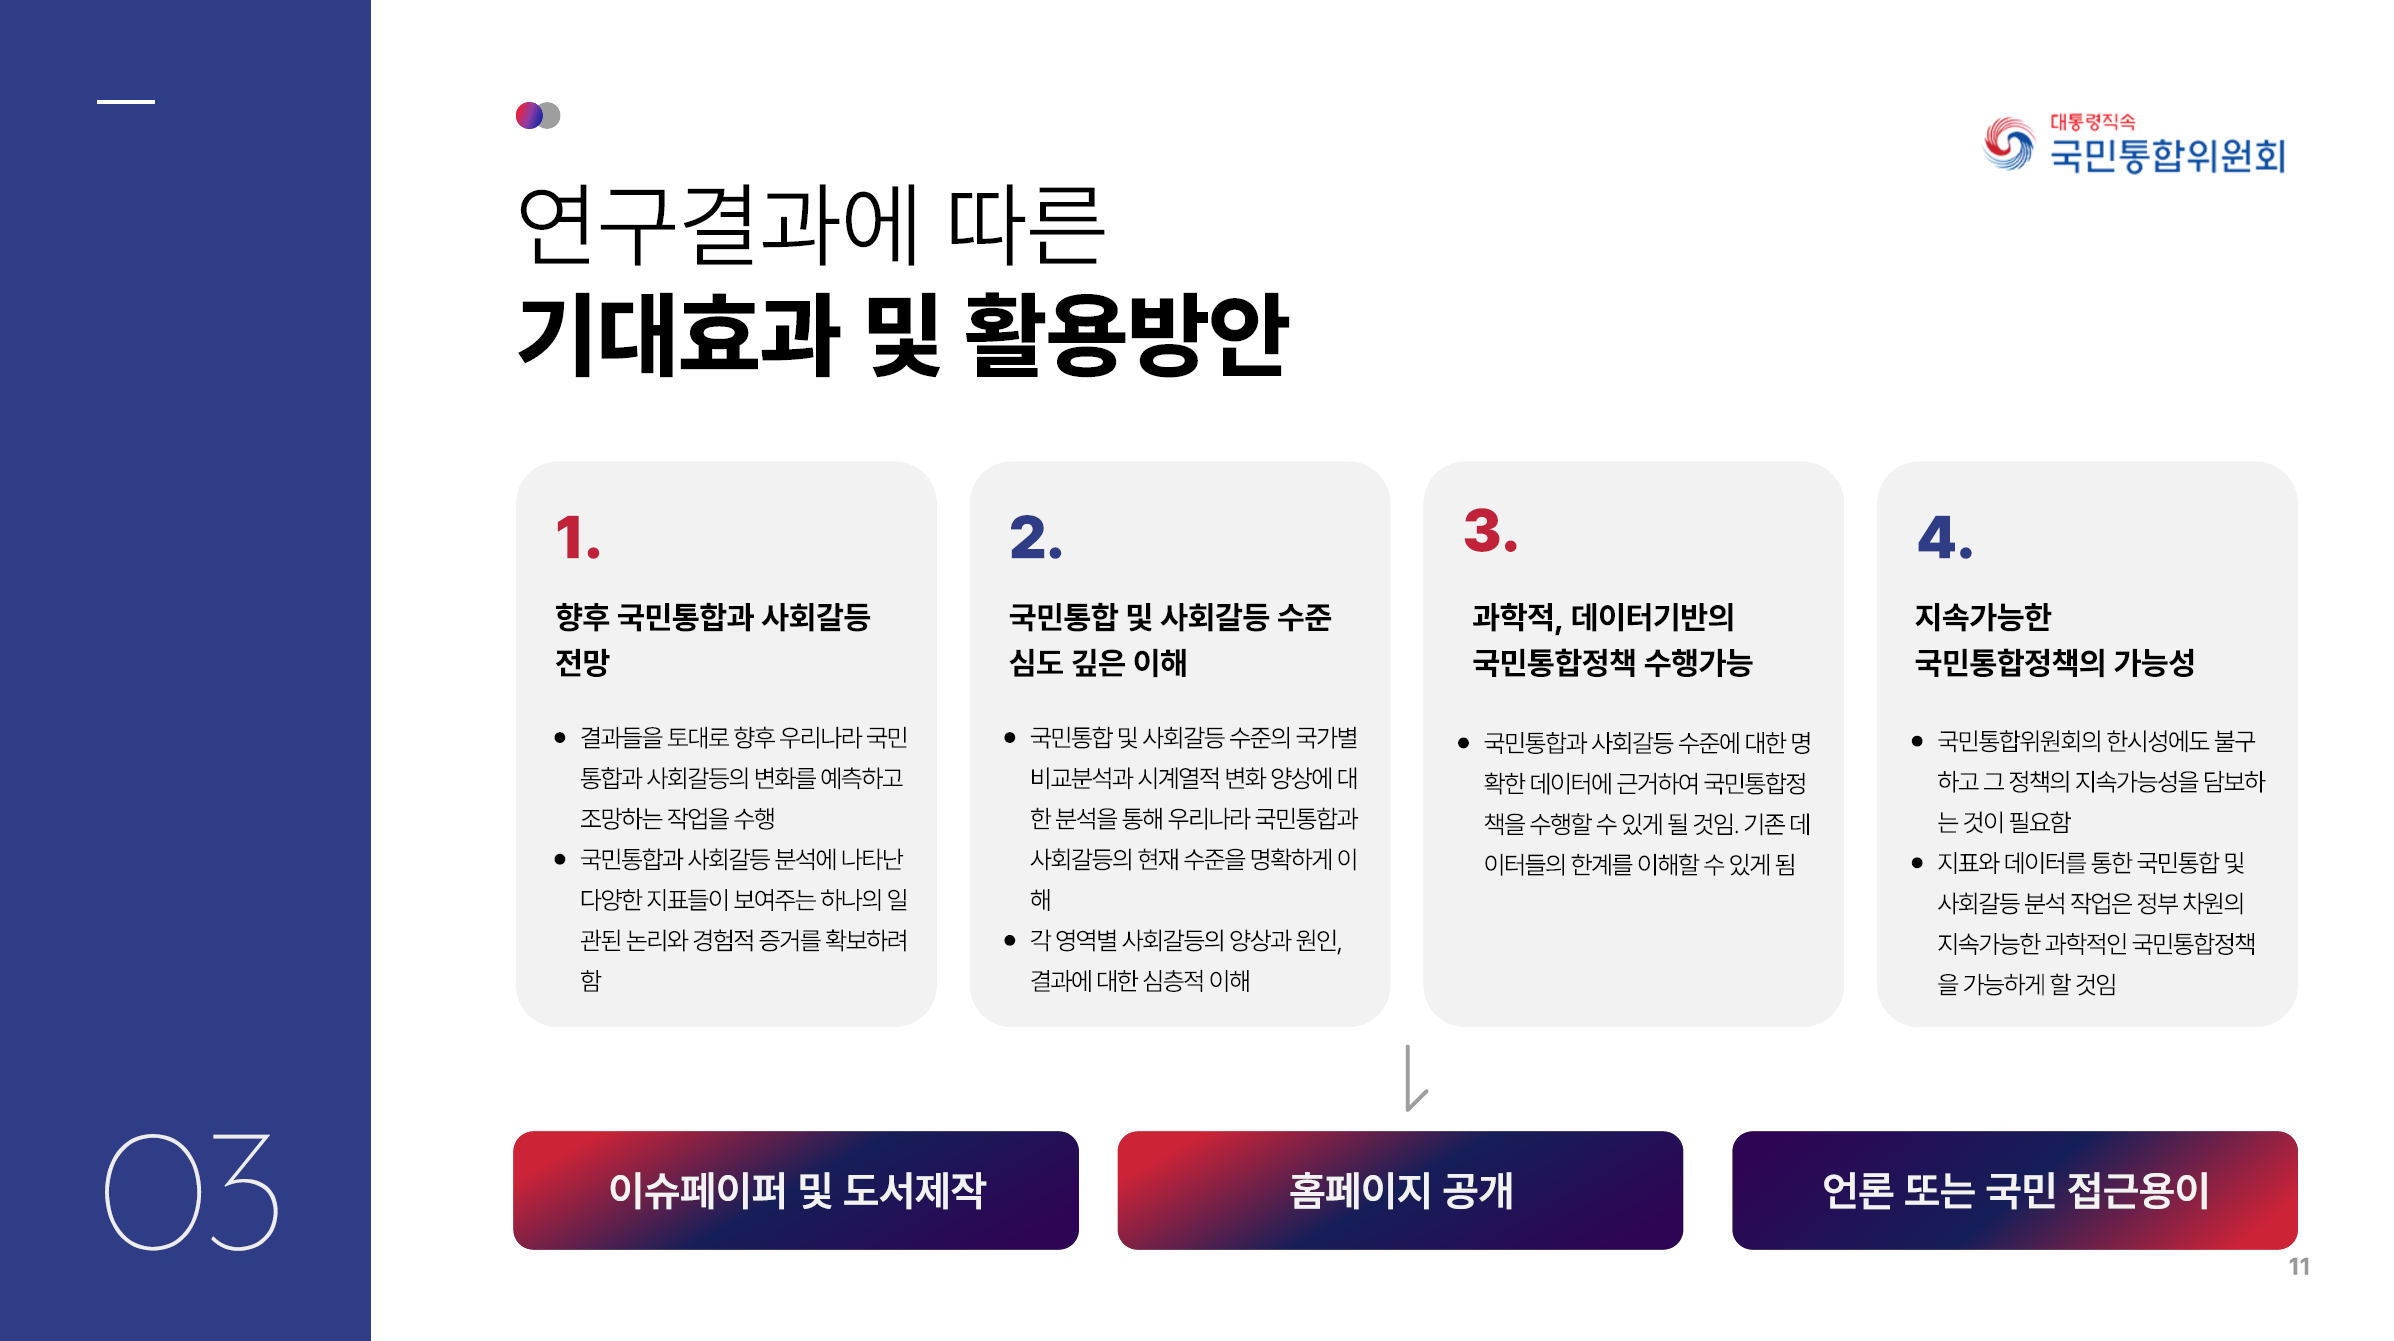 대통령직속
국민통합위원회
연구결과에 따른
기대효과 및 활용방안
1.
향후 국민통합과 사회갈등
전망
● 결과들을 토대로 향후 우리나라 국민
통합과 사회갈등의 변화를 예측하고
조망하는 작업을 수행
● 국민통합과 사회갈등 분석에 나타난
다양한 지표들이 보여주는 하나의 일
관된 논리와 경험적 증거를 확보하려
함
2.
국민통합 및 사회갈등 수준
심도 깊은 이해
● 국민통합 및 사회갈등 수준의 국가별
비교분석과 시계열적 변화 양상에 대
한 분석을 통해 우리나라 국민통합과
사회갈등의 현재 수준을 명확하게 이
해
● 각 영역별 사회갈등의 양상과 원인,
결과에 대한 심층적 이해
3.
과학적, 데이터기반의
국민통합정책 수행가능
● 국민통합과 사회갈등 수준에 대한 명
확한 데이터에 근거하여 국민통합정
책을 수행할 수 있게 될 것임. 기존 데
이터들의 한계를 이해할 수 있게 됨
4.
지속가능한
국민통합정책의 가능성
● 국민통합위원회의 한시성에도 불구
하고 그 정책의 지속가능성을 담보하
는 것이 필요함
● 지표와 데이터를 통한 국민통합 및
사회갈등 분석 작업은 정부 차원의
지속가능한 과학적인 국민통합정책
을 가능하게 할 것임
이슈페이퍼 및 도서제작
홈페이지 공개
언론 또는 국민 접근용이
03
11